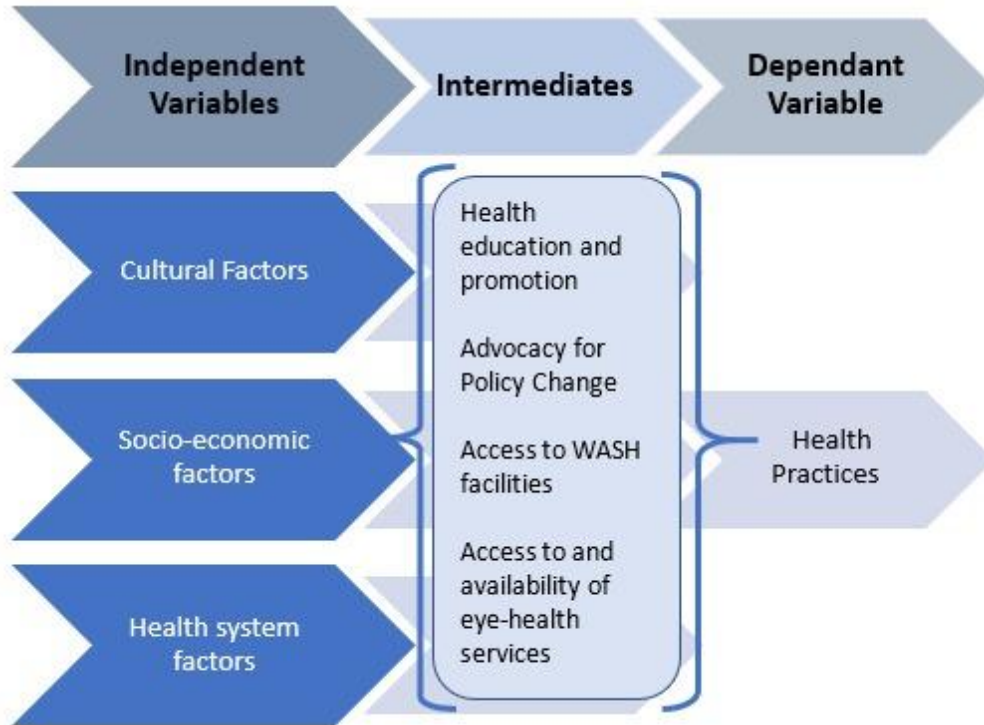 Independent
Variables
Intermediates
Dependant
Variable
Cultural Factors
Health
education and
promotion
Advocacy for
Policy Change
Socio-economic
factors
Access to WASH
facilities
Health
Practices
Access to and
availability of
eye-health
services
Health system
factors